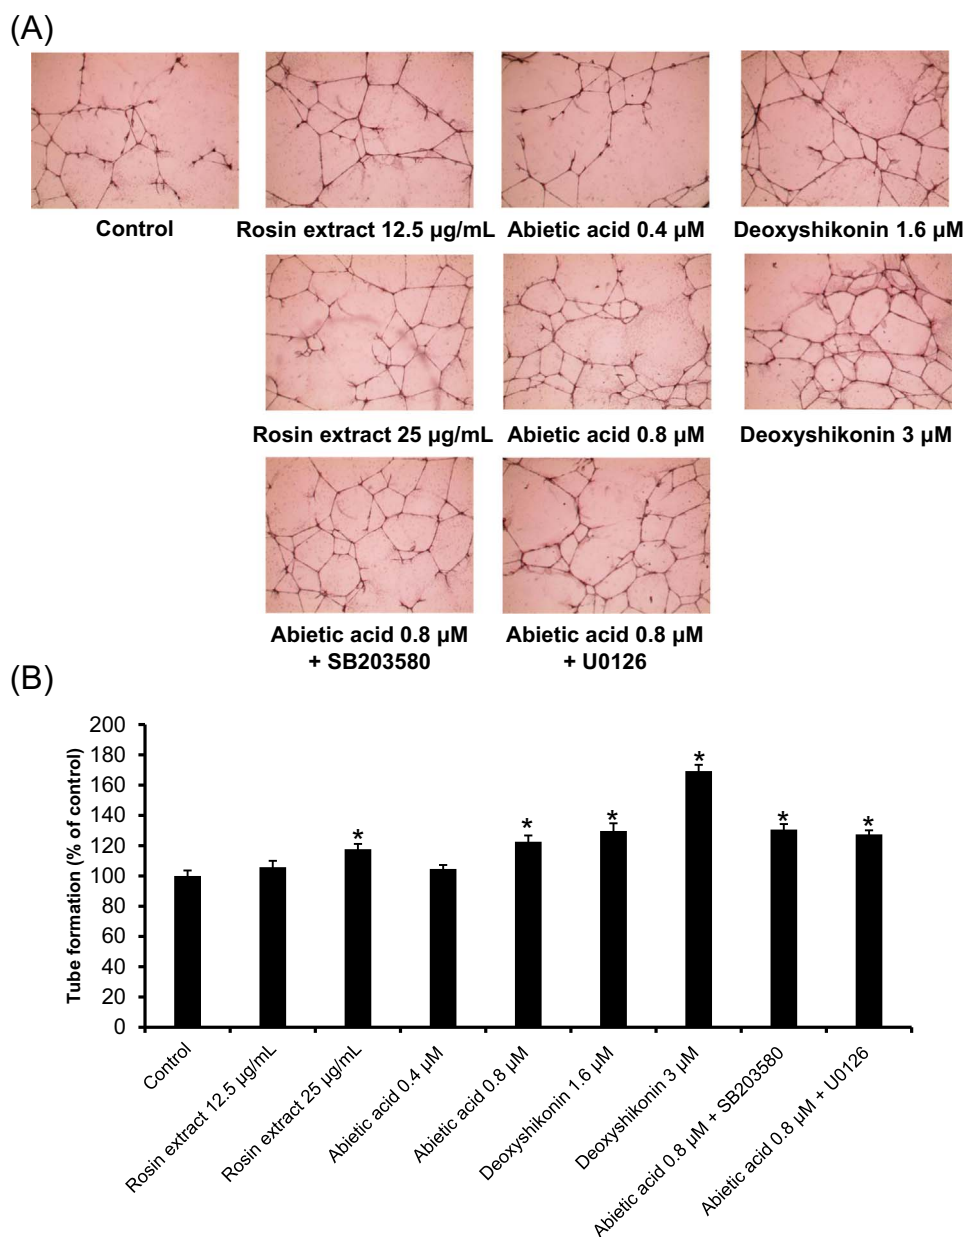 (A)
Control
Rosin extract 12.5 µg/mL
Abietic acid 0.4 µM
Deoxyshikonin 1.6 µM
Rosin extract 25 µg/mL
Abietic acid 0.8 µM
Deoxyshikonin 3 µM
Abietic acid 0.8 µM
+ SB203580
Abietic acid 0.8 µM
+ U0126
(B)
Tube formation (% of control)
200
180
160
140
120
100
80
60
40
20
0
*
*
*
*
*
*
Control
Rosin extract 12.5 µg/mL
Rosin extract 25 µg/mL
Abietic acid 0.4 µM
Abietic acid 0.8 µM
Deoxyshikonin 1.6 µM
Deoxyshikonin 3 µM
Abietic acid 0.8 µM + SB203580
Abietic acid 0.8 µM + U0126